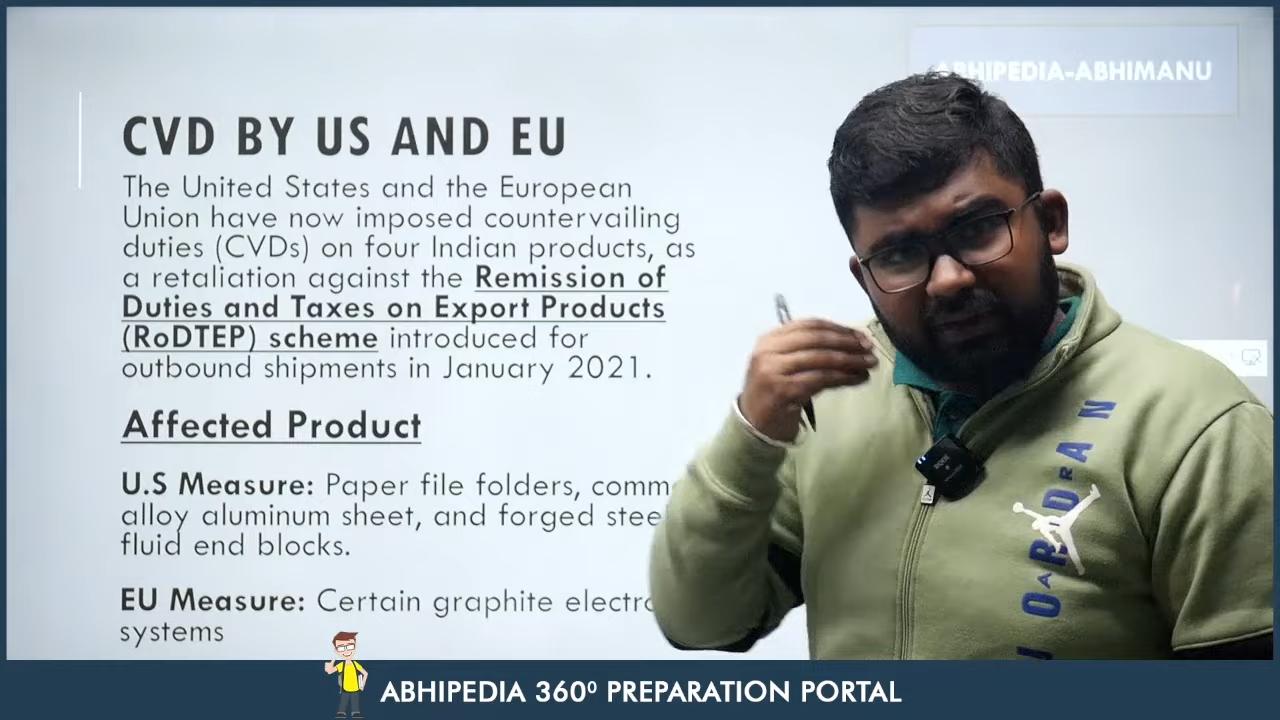 ABHIPEDIA-ABHIMANU
CVD BY US AND EU
The United States and the European
Union have now imposed countervailing
duties (CVDs) on four Indian products, as
a retaliation against the Remission of
Duties and Taxes on Export Products
(RoDTEP) scheme introduced for
outbound shipments in January 2021.
Affected Product
U.S Measure: Paper file folders,
alloy aluminum sheet, and forged
fluid end blocks.
EU Measure: Certain graphite
systems
JORDAN
ABHIPEDIA 360⁰ PREPARATION PORTAL